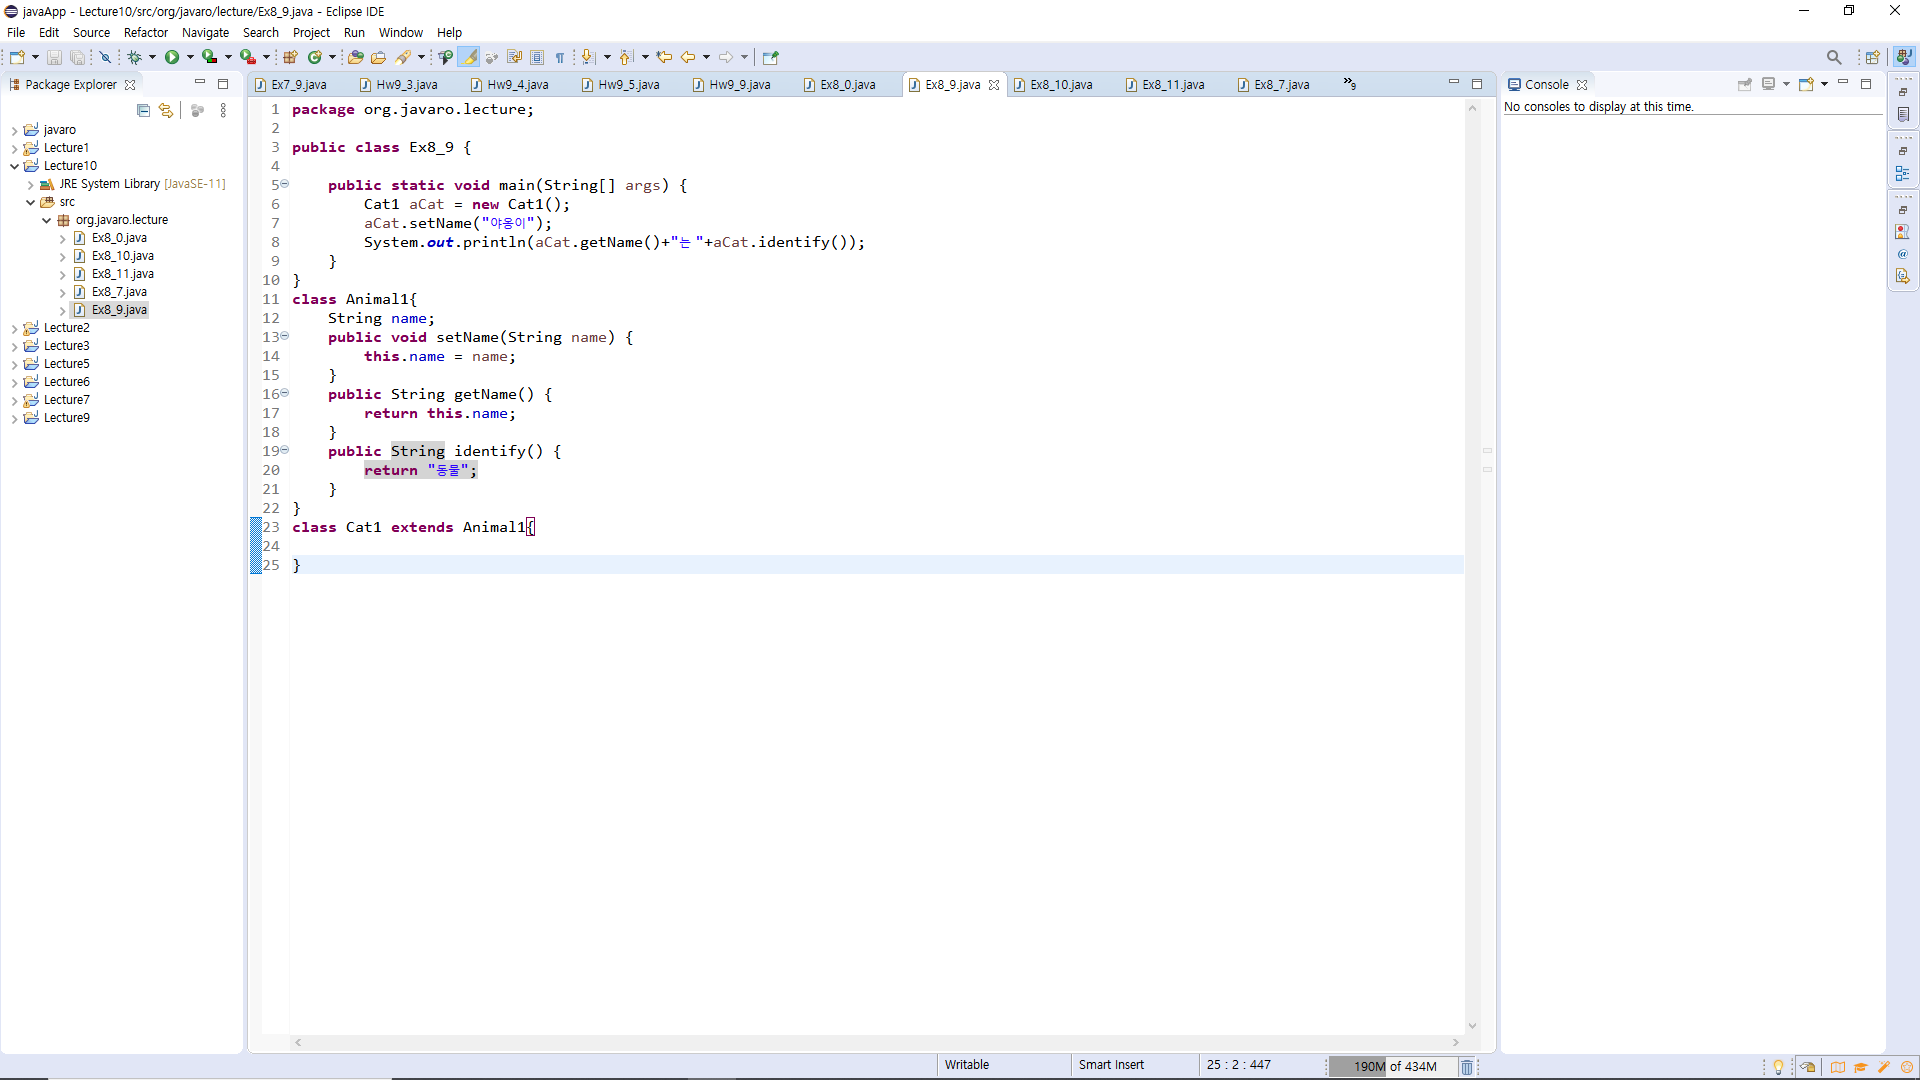 javaApp - Lecture10/src/org/javaro/lecture/Ex8_9.java - Eclipse IDE
File Edit Source Refactor Navigate Search Project Run Window Help
Package Explorer
javaro
Lecture1
Lecture10
JRE System Library [JavaSE-11]
src
org.javaro.lecture
Ex8_0.java
Ex8_10.java
Ex8_11.java
Ex8_7.java
Ex8_9.java
Lecture2
Lecture3
Lecture5
Lecture6
Lecture7
Lecture9
Ex7_9.java Hw9_3.java Hw9_4.java Hw9_5.java Hw9_9.java Ex8_0.java Ex8_9.java Ex8_10.java Ex8_11.java Ex8_7.java »9
1 package org.javaro.lecture;
2
3 public class Ex8_9 {
4
5 public static void main(String[] args) {
6 Cat1 aCat = new Cat1();
7 aCat.setName("야옹이");
8 System.out.println(aCat.getName()+"는 "+aCat.identify());
9 }
10 }
11 class Animal1{
12 String name;
13 public void setName(String name) {
14 this.name = name;
15 }
16 public String getName() {
17 return this.name;
18 }
19 public String identify() {
20 return "동물";
21 }
22 }
23 class Cat1 extends Animal1{
24
25 }
Console
No consoles to display at this time.
Writable Smart Insert 25 : 2 : 447 190M of 434M